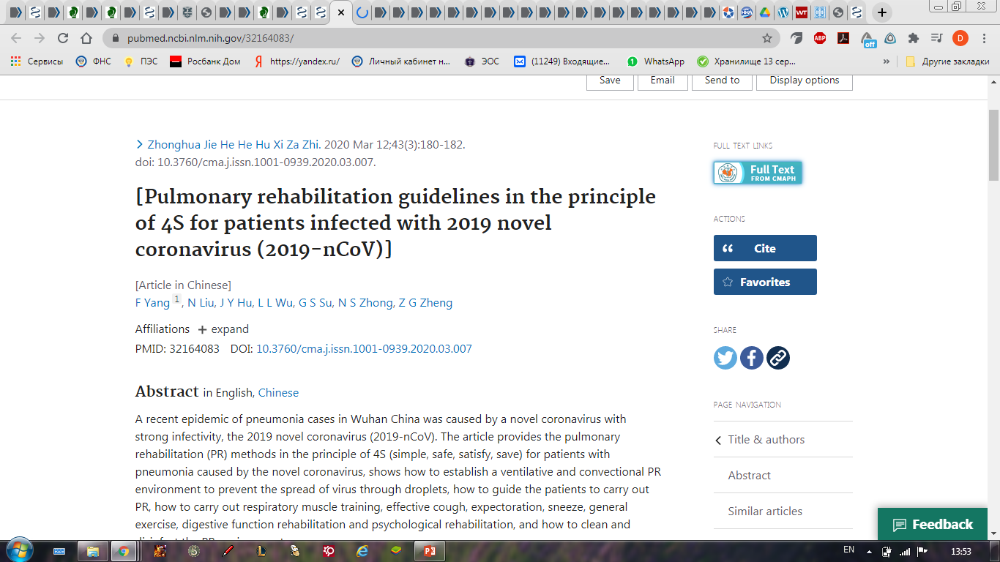 pubmed.ncbi.nlm.nih.gov/32164083/
ABP
off
D
Сервисы
ФНС
ПЭС
Росбанк Дом
https://yandex.ru/
Личный кабинет н...
ЭОС
(11249) Входящие...
WhatsApp
Хранилище 13 сер...
»
Другие закладки
Save
Email
Send to
Display options
Zhonghua Jie He He Hu Xi Za Zhi. 2020 Mar 12;43(3):180-182.
doi: 10.3760/cma.j.issn.1001-0939.2020.03.007.
[Pulmonary rehabilitation guidelines in the principle
of 4S for patients infected with 2019 novel
coronavirus (2019-nCoV)]
[Article in Chinese]
F Yang 1, N Liu, J Y Hu, L L Wu, G S Su, N S Zhong, Z G Zheng
Affiliations + expand
PMID: 32164083 DOI: 10.3760/cma.j.issn.1001-0939.2020.03.007
Abstract in English, Chinese
A recent epidemic of pneumonia cases in Wuhan China was caused by a novel coronavirus with
strong infectivity, the 2019 novel coronavirus (2019-nCoV). The article provides the pulmonary
rehabilitation (PR) methods in the principle of 4S (simple, safe, satisfy, save) for patients with
pneumonia caused by the novel coronavirus, shows how to establish a ventilative and convectional PR
environment to prevent the spread of virus through droplets, how to guide the patients to carry out
PR, how to carry out respiratory muscle training, effective cough, expectoration, sneeze, general
exercise, digestive function rehabilitation and psychological rehabilitation, and how to clean and
FULL TEXT LINKS
Full Text
FROM CMAPH
ACTIONS
Cite
Favorites
SHARE
PAGE NAVIGATION
Title & authors
Abstract
Similar articles
Feedback
EN
13:53